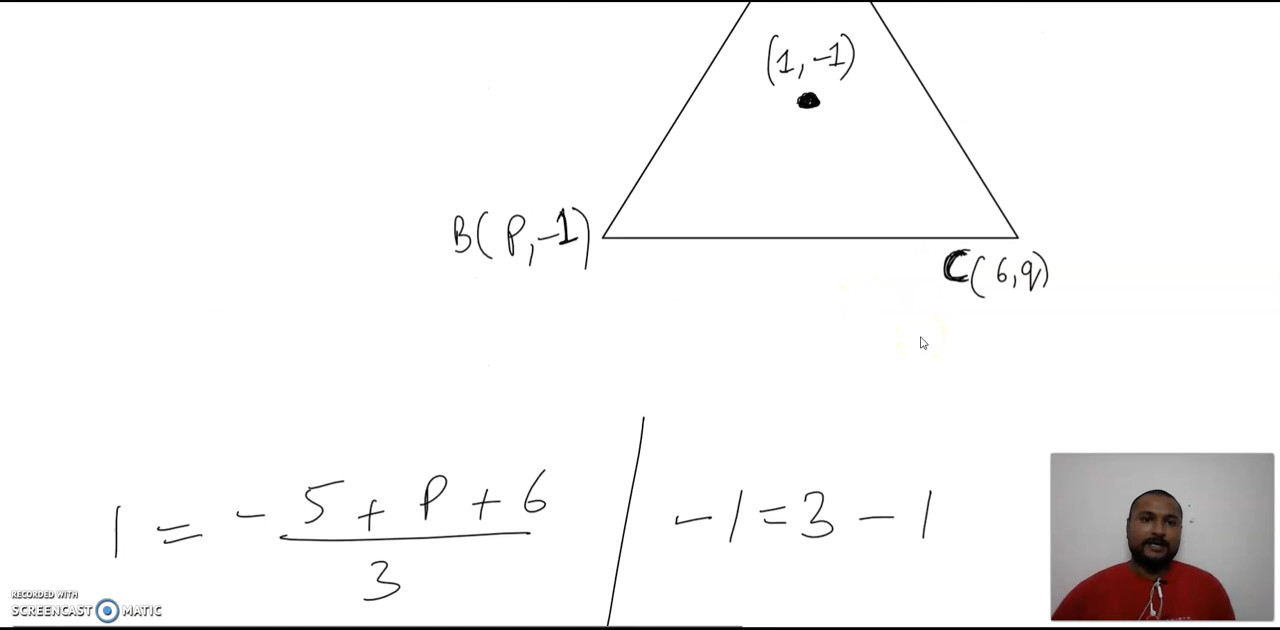 (1,-1)
B(P,-1)
C(6,q)
1 = -5+P+6/3
-1=3-1
RECORDED WITH
SCREENCAST MATIC